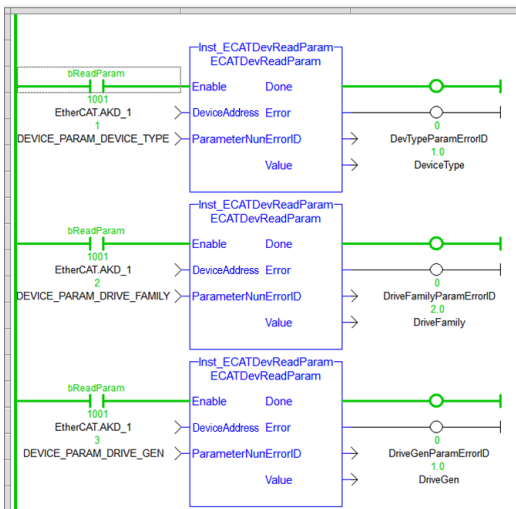 Inst_ECATDevReadParam
ECATDevReadParam
bReadParam
Enable Done
1001
EtherCAT.AKD_1 DeviceAddress Error
1 0
DEVICE_PARAM_DEVICE_TYPE ParameterNunErrorID DevTypeParamErrorID
1.0
Value DeviceType
Inst_ECATDevReadParam
ECATDevReadParam
bReadParam
Enable Done
1001
EtherCAT.AKD_1 DeviceAddress Error
2 0
DEVICE_PARAM_DRIVE_FAMILY ParameterNunErrorID DriveFamilyParamErrorID
2.0
Value DriveFamily
Inst_ECATDevReadParam
ECATDevReadParam
bReadParam
Enable Done
1001
EtherCAT.AKD_1 DeviceAddress Error
3 0
DEVICE_PARAM_DRIVE_GEN ParameterNunErrorID DriveGenParamErrorID
1.0
Value DriveGen